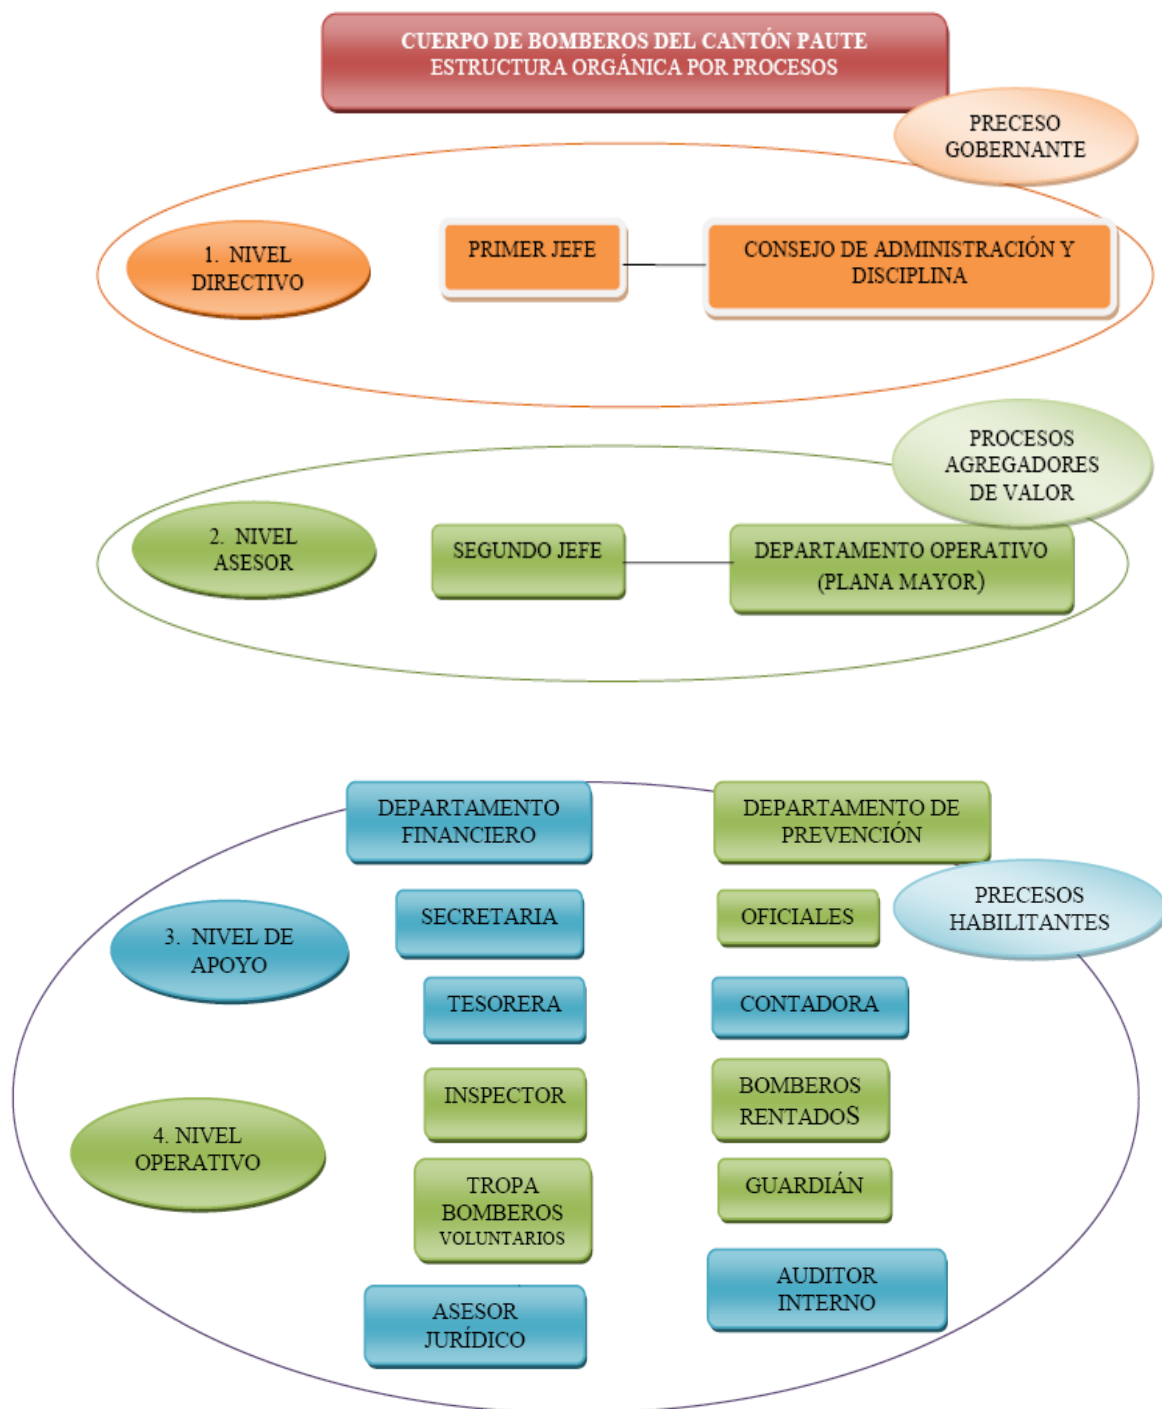 CUERPO DE BOMBEROS DEL CANTÓN PAUTE
ESTRUCTURA ORGÁNICA POR PROCESOS
PRECESO
GOBERNANTE
1. NIVEL
DIRECTIVO
PRIMER JEFE
CONSEJO DE ADMINISTRACIÓN Y
DISCIPLINA
PROCESOS
AGREGADORES
DE VALOR
2. NIVEL
ASESOR
SEGUNDO JEFE
DEPARTAMENTO OPERATIVO
(PLANA MAYOR)
DEPARTAMENTO
FINANCIERO
DEPARTAMENTO DE
PREVENCIÓN
PRECESOS
HABILITANTES
3. NIVEL DE
APOYO
SECRETARIA
OFICIALES
TESORERA
CONTADORA
4. NIVEL
OPERATIVO
INSPECTOR
BOMBEROS
RENTADOS
TROPA
BOMBEROS
VOLUNTARIOS
GUARDIÁN
ASESOR
JURÍDICO
AUDITOR
INTERNO